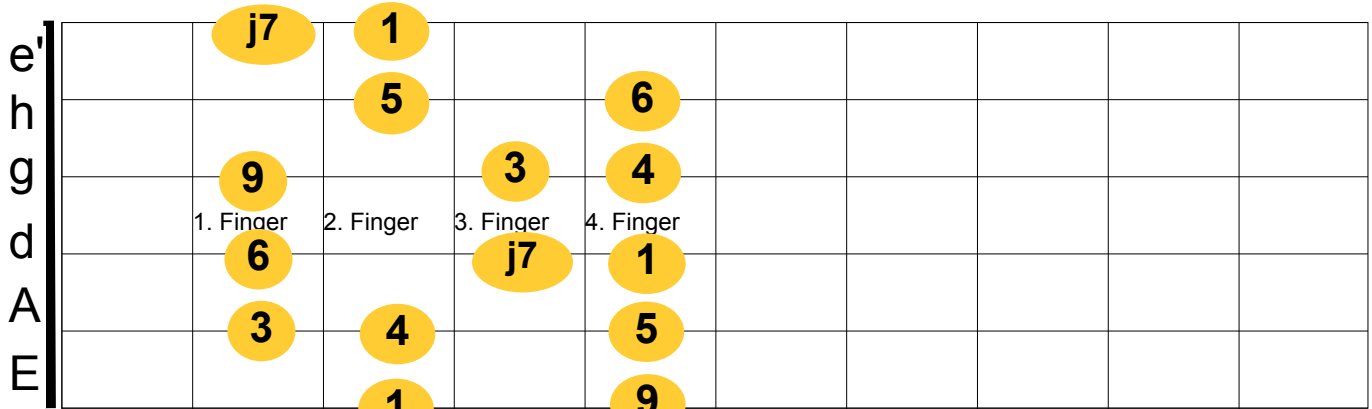 e' j7 1
h 5 6
g 9 3 4
1. Finger 2. Finger 3. Finger 4. Finger
d 6 j7 1
A 3 4 5
E 1 9